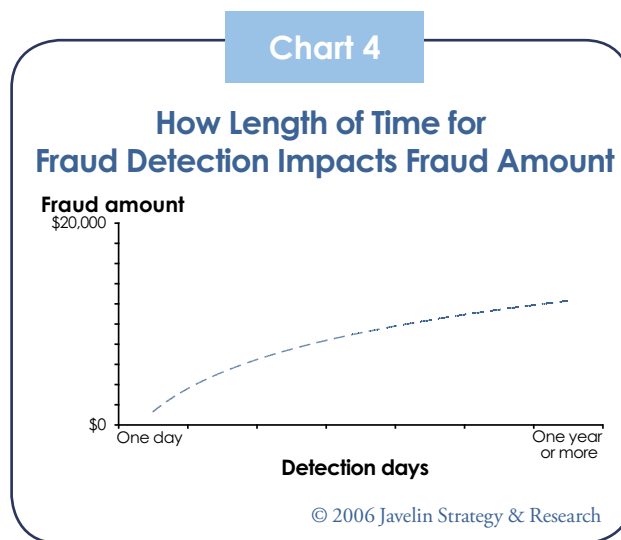 Chart 4
How Length of Time for
Fraud Detection Impacts Fraud Amount
Fraud amount
$20,000
$0
One day
One year
or more
Detection days
© 2006 Javelin Strategy & Research